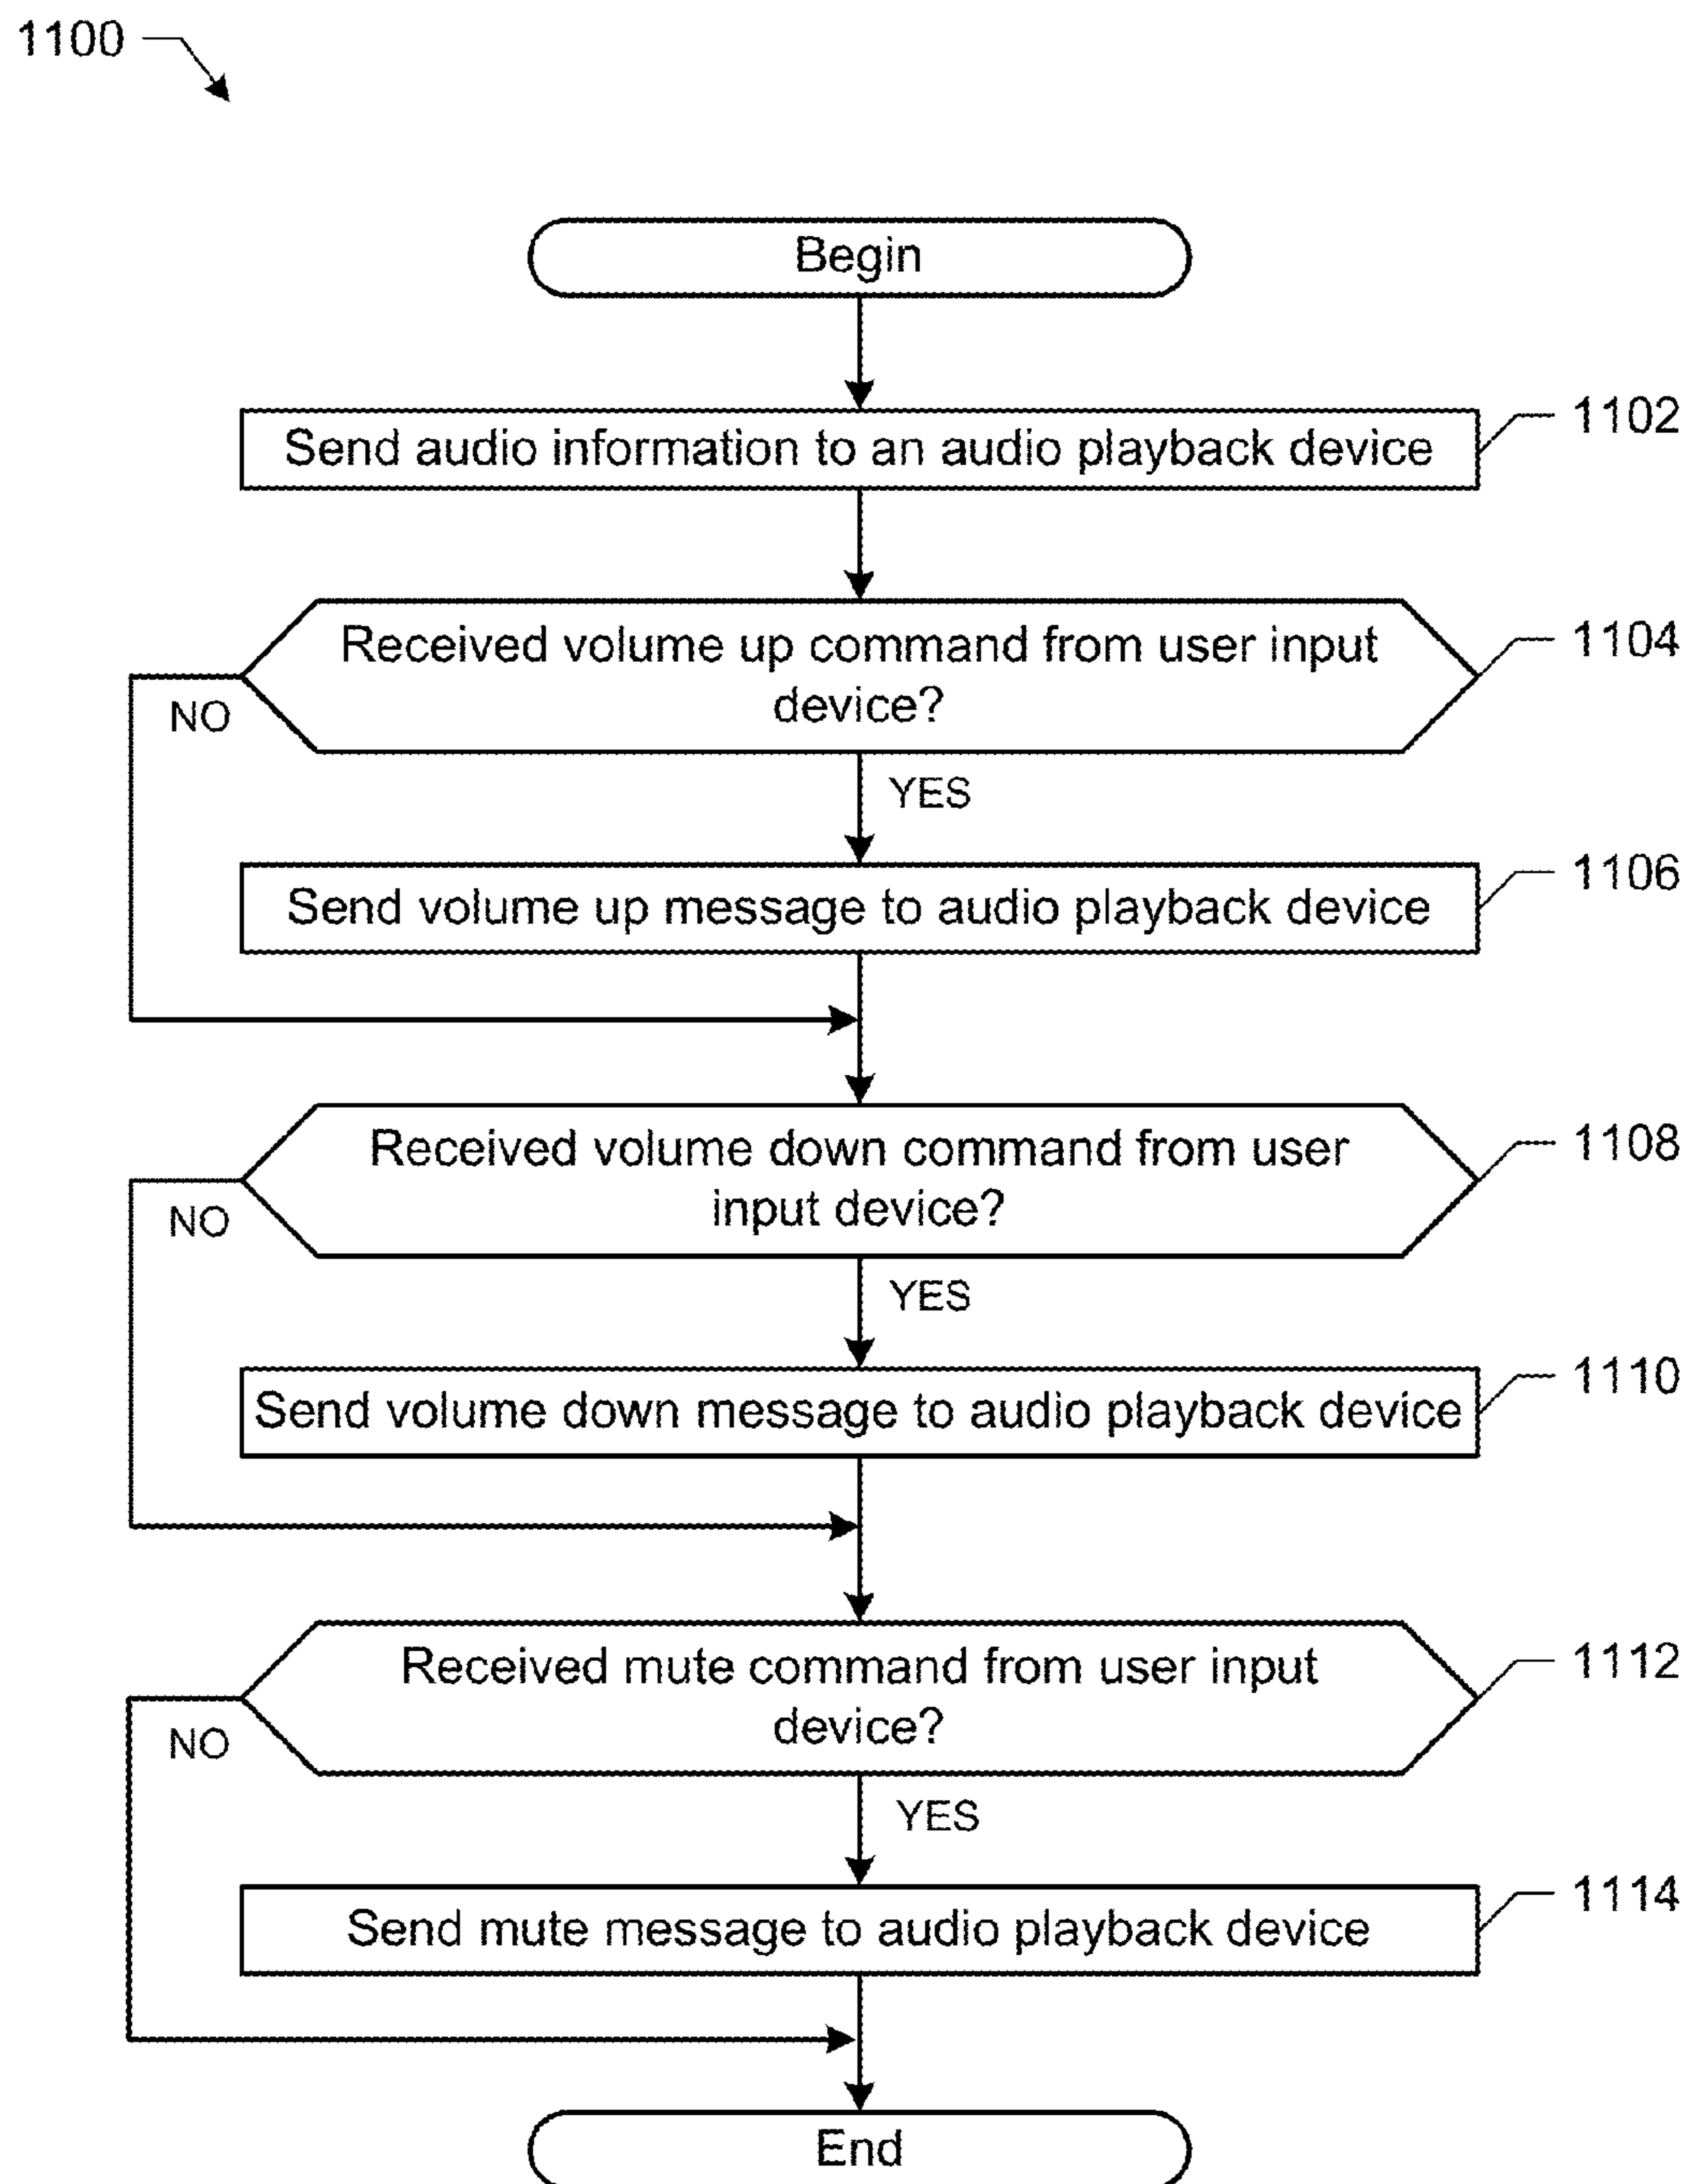 1100
Begin
Send audio information to an audio playback device
1102
Received volume up command from user input
device?
1104
NO
YES
Send volume up message to audio playback device
1106
Received volume down command from user
input device?
1108
NO
YES
Send volume down message to audio playback device
1110
Received mute command from user input
device?
1112
NO
YES
Send mute message to audio playback device
1114
End